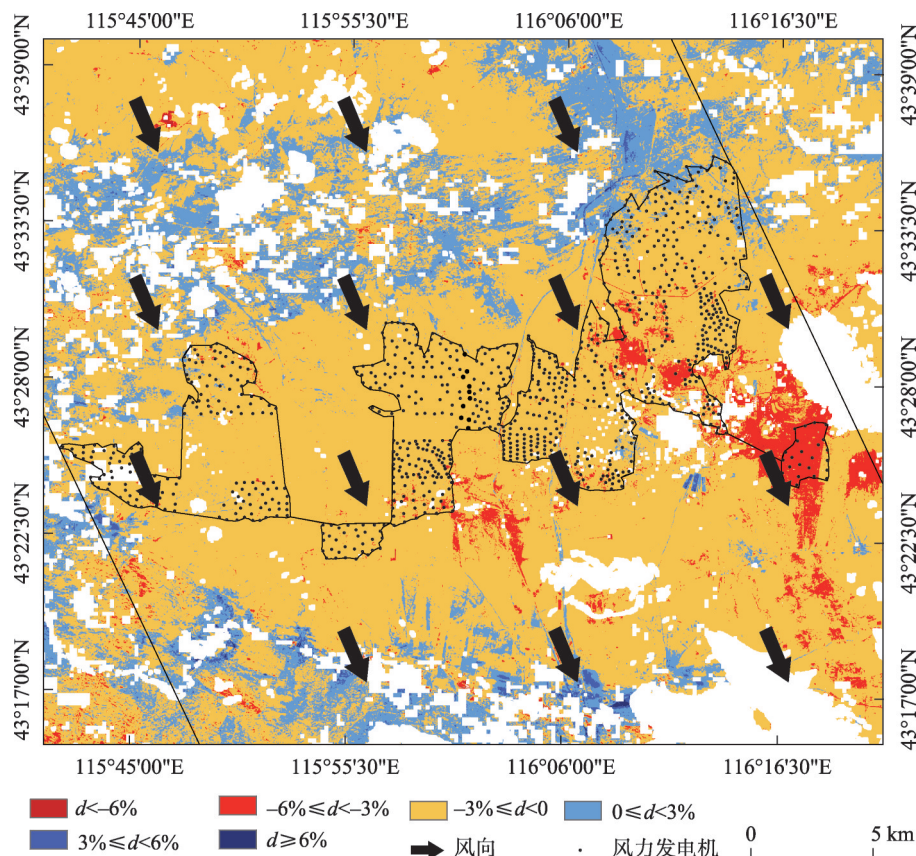 115°45′00″E 115°55′30″E 116°06′00″E 116°16′30″E
43°39′00″N 43°39′00″N
43°33′30″N 43°33′30″N
43°28′00″N 43°28′00″N
43°22′30″N 43°22′30″N
43°17′00″N 43°17′00″N
115°45′00″E 115°55′30″E 116°06′00″E 116°16′30″E
d<–6% –6%≤d<–3% –3%≤d<0 0≤d<3%
3%≤d<6% d≥6% 风向 风力发电机 0 5 km